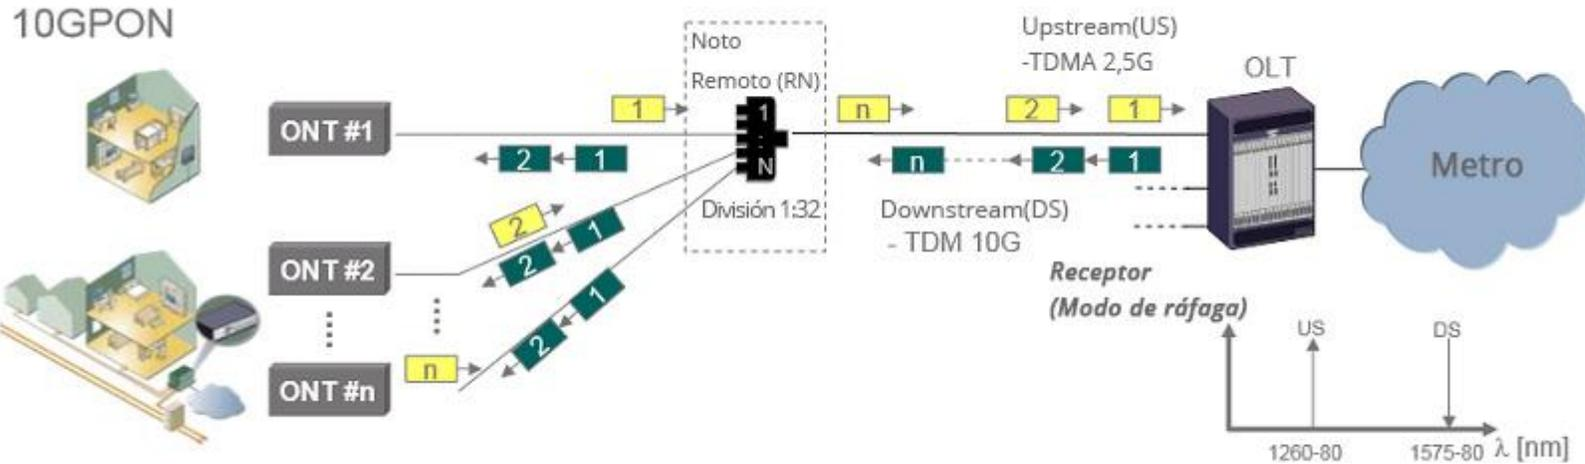 10GPON
Noto
Remoto (RN)
Upstream(US)
-TDMA 2,5G
OLT
ONT #1
1
1
N
n
2
1
2
1
n
2
1
Metro
División 1:32
Downstream(DS)
- TDM 10G
2
2
1
ONT #2
Receptor
(Modo de ráfaga)
2
1
n
ONT #n
US
DS
1260-80
1575-80 λ [nm]